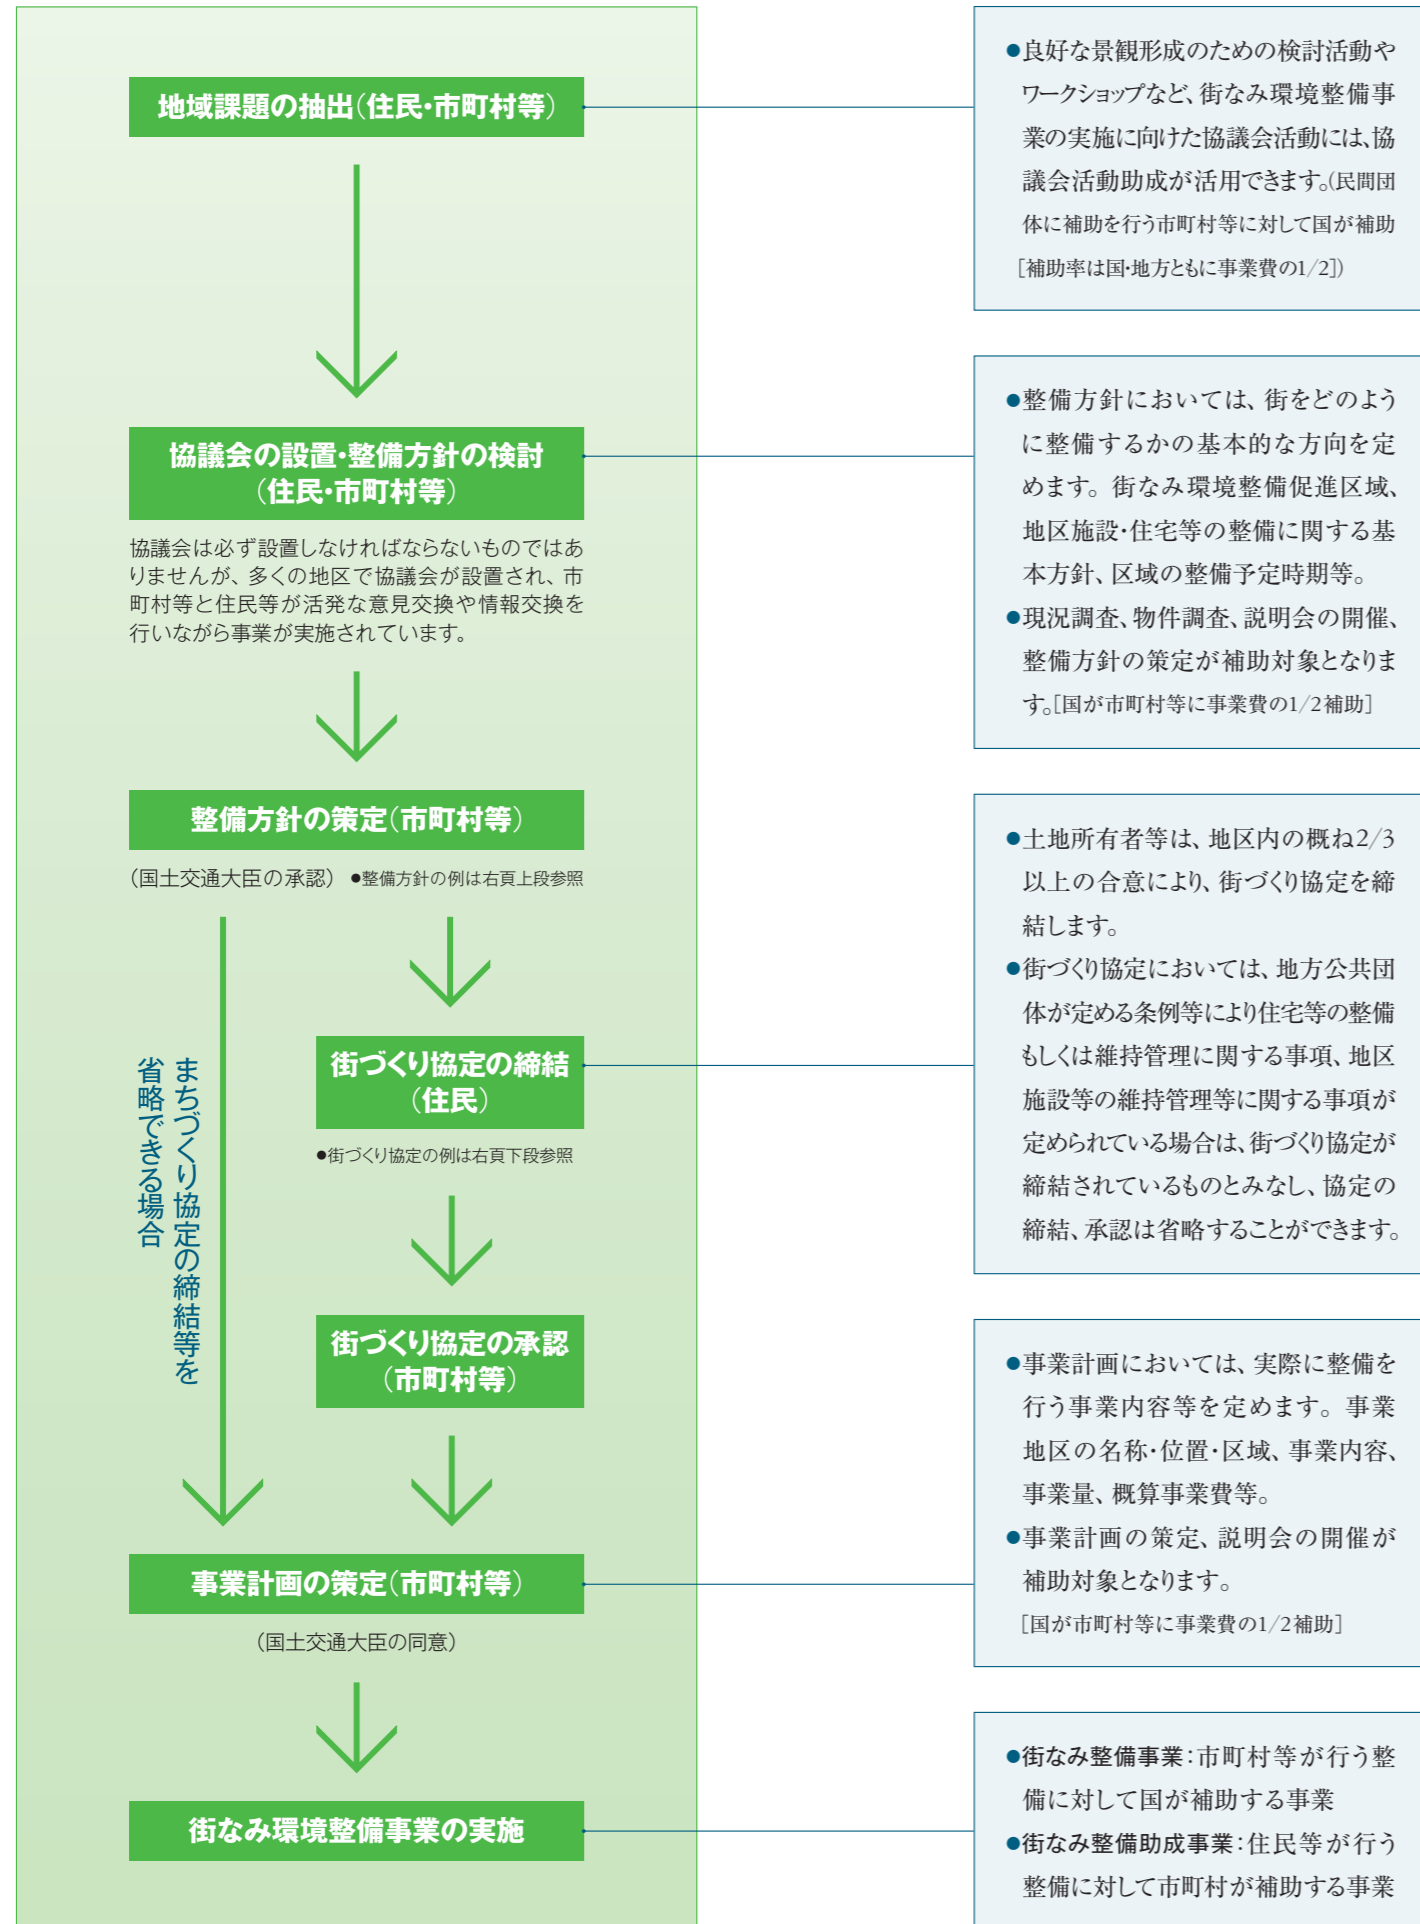 地域課題の抽出（住民・市町村等）
●良好な景観形成のための検討活動や
ワークショップなど、街なみ環境整備事
業の実施に向けた協議会活動には、協
議会活動助成が活用できます。（民間団
体に補助を行う市町村等に対して国が補助
［補助率は国・地方ともに事業費の1/2］）
協議会の設置・整備方針の検討
（住民・市町村等）
協議会は必ず設置しなければならないものではあ
りませんが、多くの地区で協議会が設置され、市
町村等と住民等が活発な意見交換や情報交換を
行いながら事業が実施されています。
●整備方針においては、街をどのよう
に整備するかの基本的な方向を定
めます。街なみ環境整備促進区域、
地区施設・住宅等の整備に関する基
本方針、区域の整備予定時期等。
●現況調査、物件調査、説明会の開催、
整備方針の策定が補助対象となりま
す。［国が市町村等に事業費の1/2補助］
整備方針の策定（市町村等）
（国土交通大臣の承認） ●整備方針の例は右頁上段参照
まちづくり協定の締結等を
省略できる場合
街づくり協定の締結
（住民）
●街づくり協定の例は右頁下段参照
●土地所有者等は、地区内の概ね2/3
以上の合意により、街づくり協定を締
結します。
●街づくり協定においては、地方公共団
体が定める条例等により住宅等の整備
もしくは維持管理に関する事項、地区
施設等の維持管理等に関する事項が
定められている場合は、街づくり協定が
締結されているものとみなし、協定の
締結、承認は省略することができます。
街づくり協定の承認
（市町村等）
事業計画の策定（市町村等）
（国土交通大臣の同意）
●事業計画においては、実際に整備を
行う事業内容等を定めます。事業
地区の名称・位置・区域、事業内容、
事業量、概算事業費等。
●事業計画の策定、説明会の開催が
補助対象となります。
［国が市町村等に事業費の1/2補助］
街なみ環境整備事業の実施
●街なみ整備事業：市町村等が行う整
備に対して国が補助する事業
●街なみ整備助成事業：住民等が行う
整備に対して市町村が補助する事業